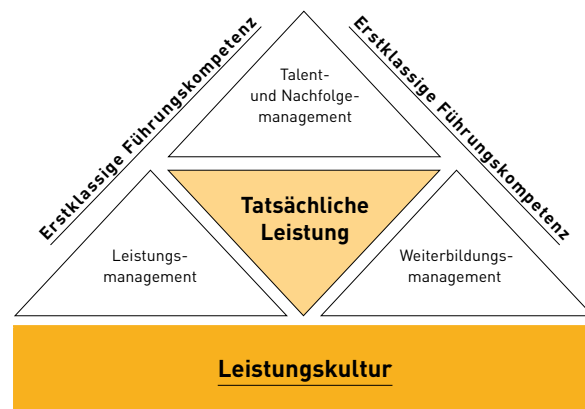 Erstklassige Führungskompetenz
Erstklassige Führungskompetenz
Talent-
und Nachfolge-
management
Tatsächliche
Leistung
Leistungs-
management
Weiterbildungs-
management
Leistungskultur